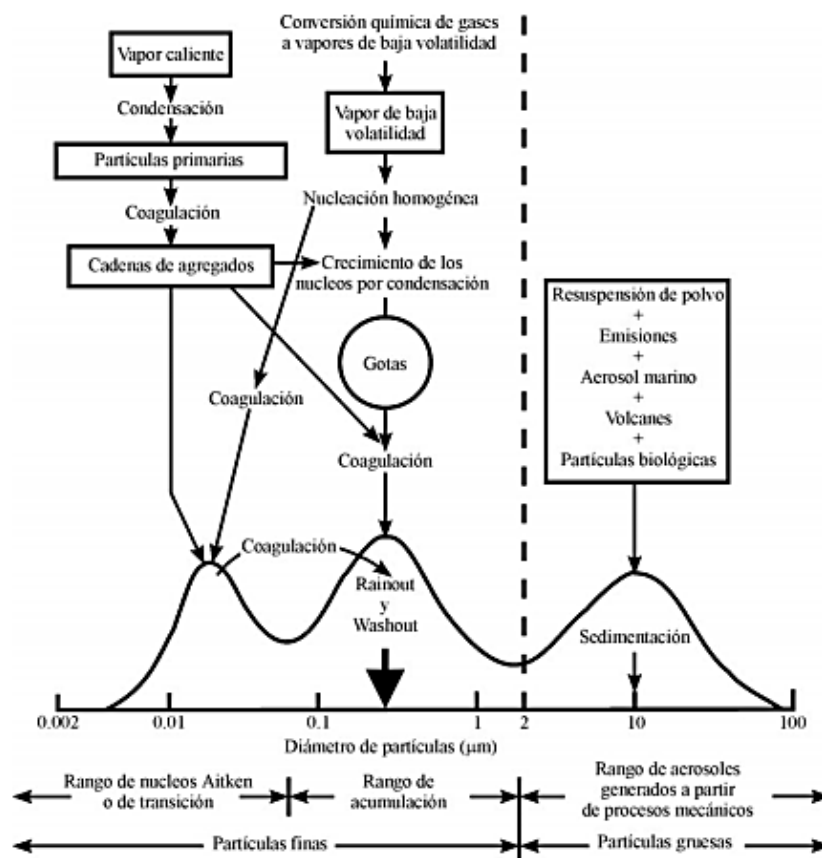 Conversión química de gases
a vapores de baja volatilidad
Vapor caliente
Condensación
Vapor de baja
volatilidad
Partículas primarias
Coagulación
Nucleación homogénea
Cadenas de agregados
Crecimiento de los
nucleos por condensación
Gotas
Coagulación
Coagulación
Resuspensión de polvo
+
Emisiones
+
Aerosol marino
+
Volcanes
+
Partículas biológicas
Coagulación
Rainout
y
Washout
Sedimentación
0.002 0.01 0.1 1 2 10 100
Diámetro de partículas (μm)
Rango de nucleos Aitken
o de transición
Rango de
acumulación
Rango de aerosoles
generados a partir
de procesos mecánicos
Partículas finas
Partículas gruesas